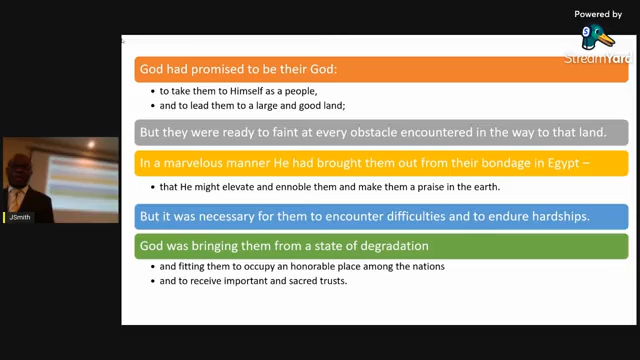 Powered by
S
StreamYard
God had promised to be their God:
• to take them to Himself as a people,
• and to lead them to a large and good land;
But they were ready to faint at every obstacle encountered in the way to that land.
In a marvelous manner He had brought them out from their bondage in Egypt –
• that He might elevate and ennoble them and make them a praise in the earth.
But it was necessary for them to encounter difficulties and to endure hardships.
God was bringing them from a state of degradation
• and fitting them to occupy an honorable place among the nations
• and to receive important and sacred trusts.
JSmith